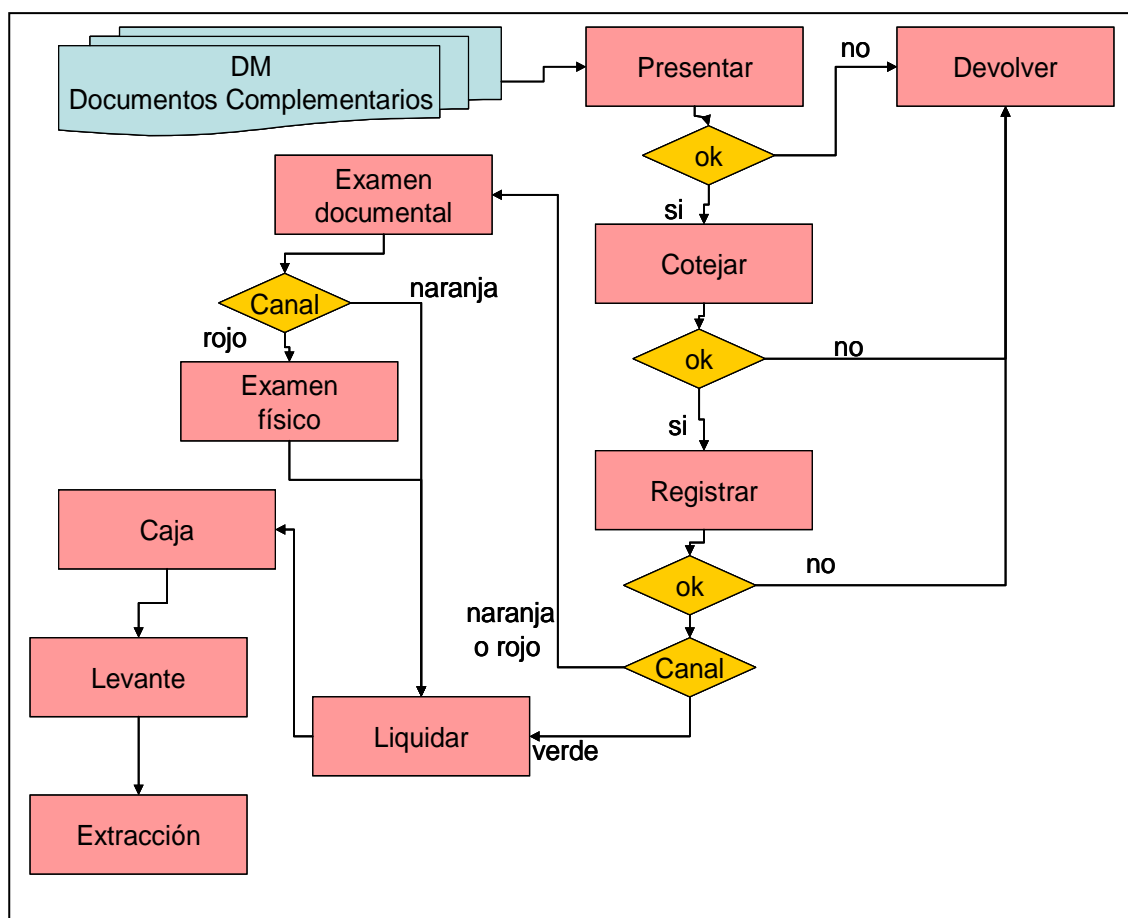 DM
Documentos Complementarios
Presentar
no
Devolver
ok
si
Cotejar
ok
no
si
Registrar
ok
no
Canal
naranja
o rojo
verde
Examen
documental
Canal
naranja
rojo
Examen
físico
Liquidar
Caja
Levante
Extracción